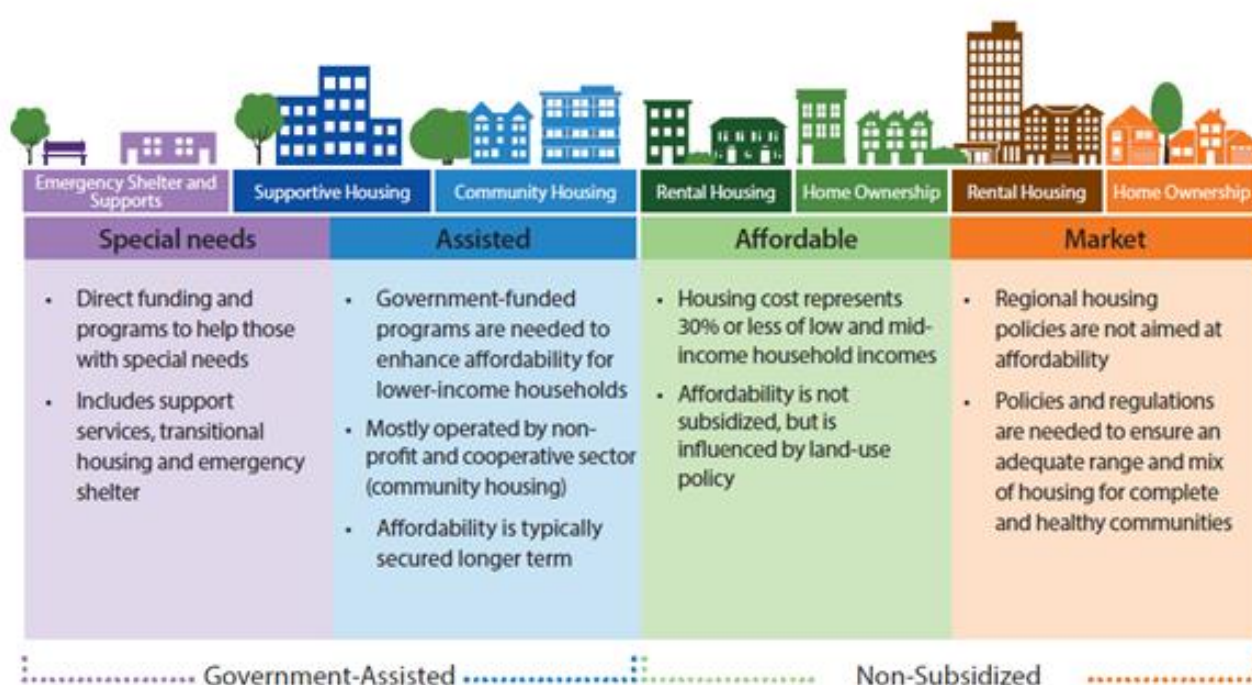 Emergency Shelter and
Supports
Supportive Housing
Community Housing
Rental Housing
Home Ownership
Rental Housing
Home Ownership
Special needs
Assisted
Affordable
Market
• Direct funding and
programs to help those
with special needs
• Includes support
services, transitional
housing and emergency
shelter
• Government-funded
programs are needed to
enhance affordability for
lower-income households
• Mostly operated by non-
profit and cooperative sector
(community housing)
• Affordability is typically
secured longer term
• Housing cost represents
30% or less of low and mid-
income household incomes
• Affordability is not
subsidized, but is
influenced by land-use
policy
• Regional housing
policies are not aimed at
affordability
• Policies and regulations
are needed to ensure an
adequate range and mix
of housing for complete
and healthy communities
Government-Assisted
Non-Subsidized